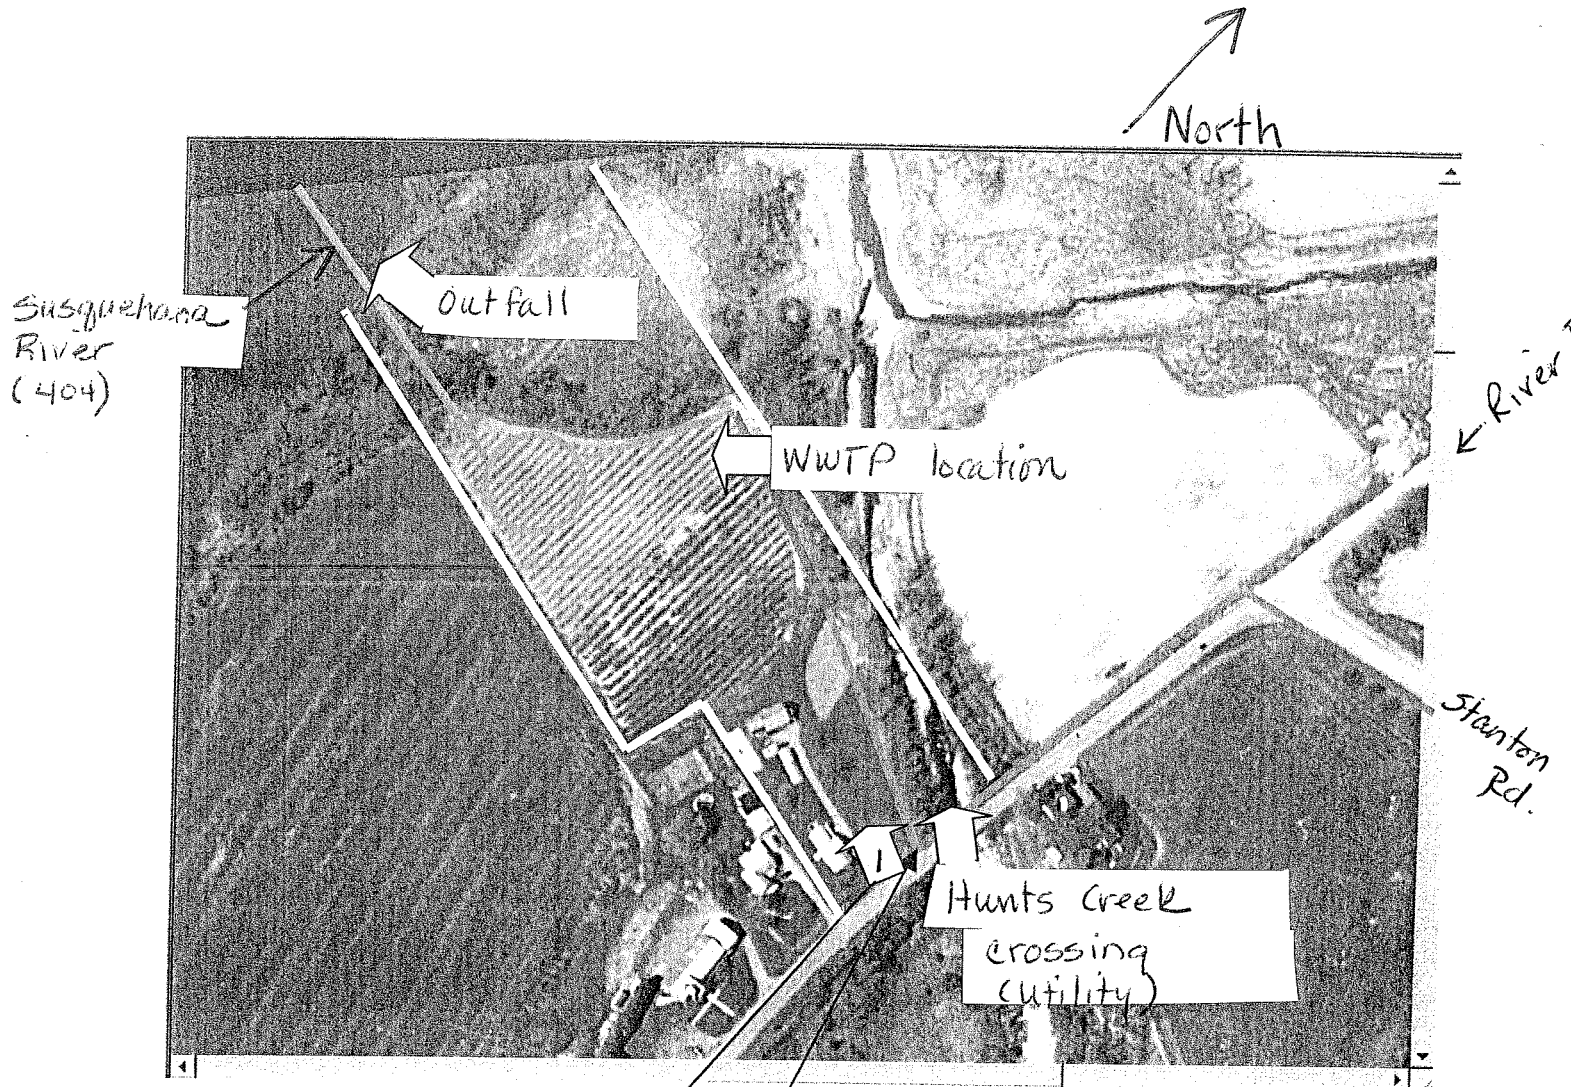 North
Susquehana
River
(404)
Outfall
River
WWTP location
Stanton
Rd.
1
Hunts Creek
crossing
(utility)